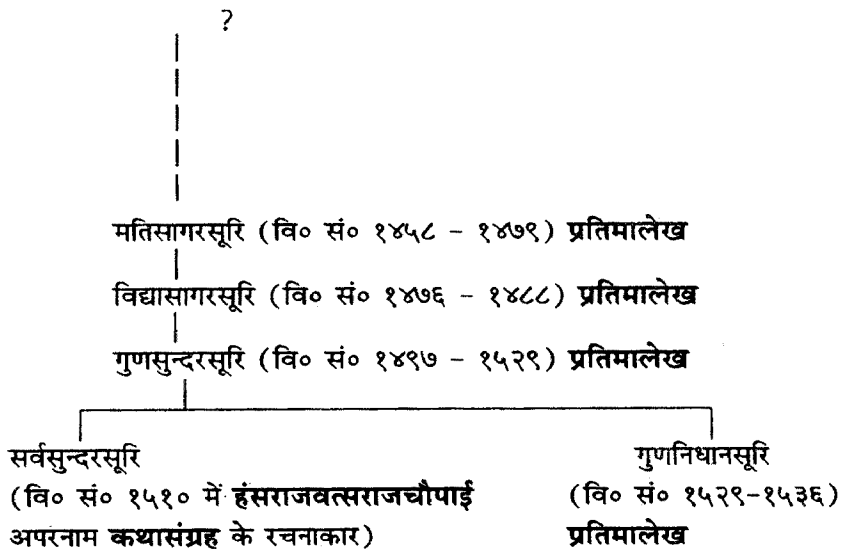 ?
मतिसागरसूरि (वि० सं० १४५८ - १४७९) प्रतिमालेख
विद्यासागरसूरि (वि० सं० १४७६ - १४८८) प्रतिमालेख
गुणसुन्दरसूरि (वि० सं० १४९७ - १५२९) प्रतिमालेख
सर्वसुन्दरसूरि गुणनिधानसूरि
(वि० सं० १५१० में हंसराजवत्सराजचौपाई (वि० सं० १५२९-१५३६)
अपरनाम कथासंग्रह के रचनाकार) प्रतिमालेख